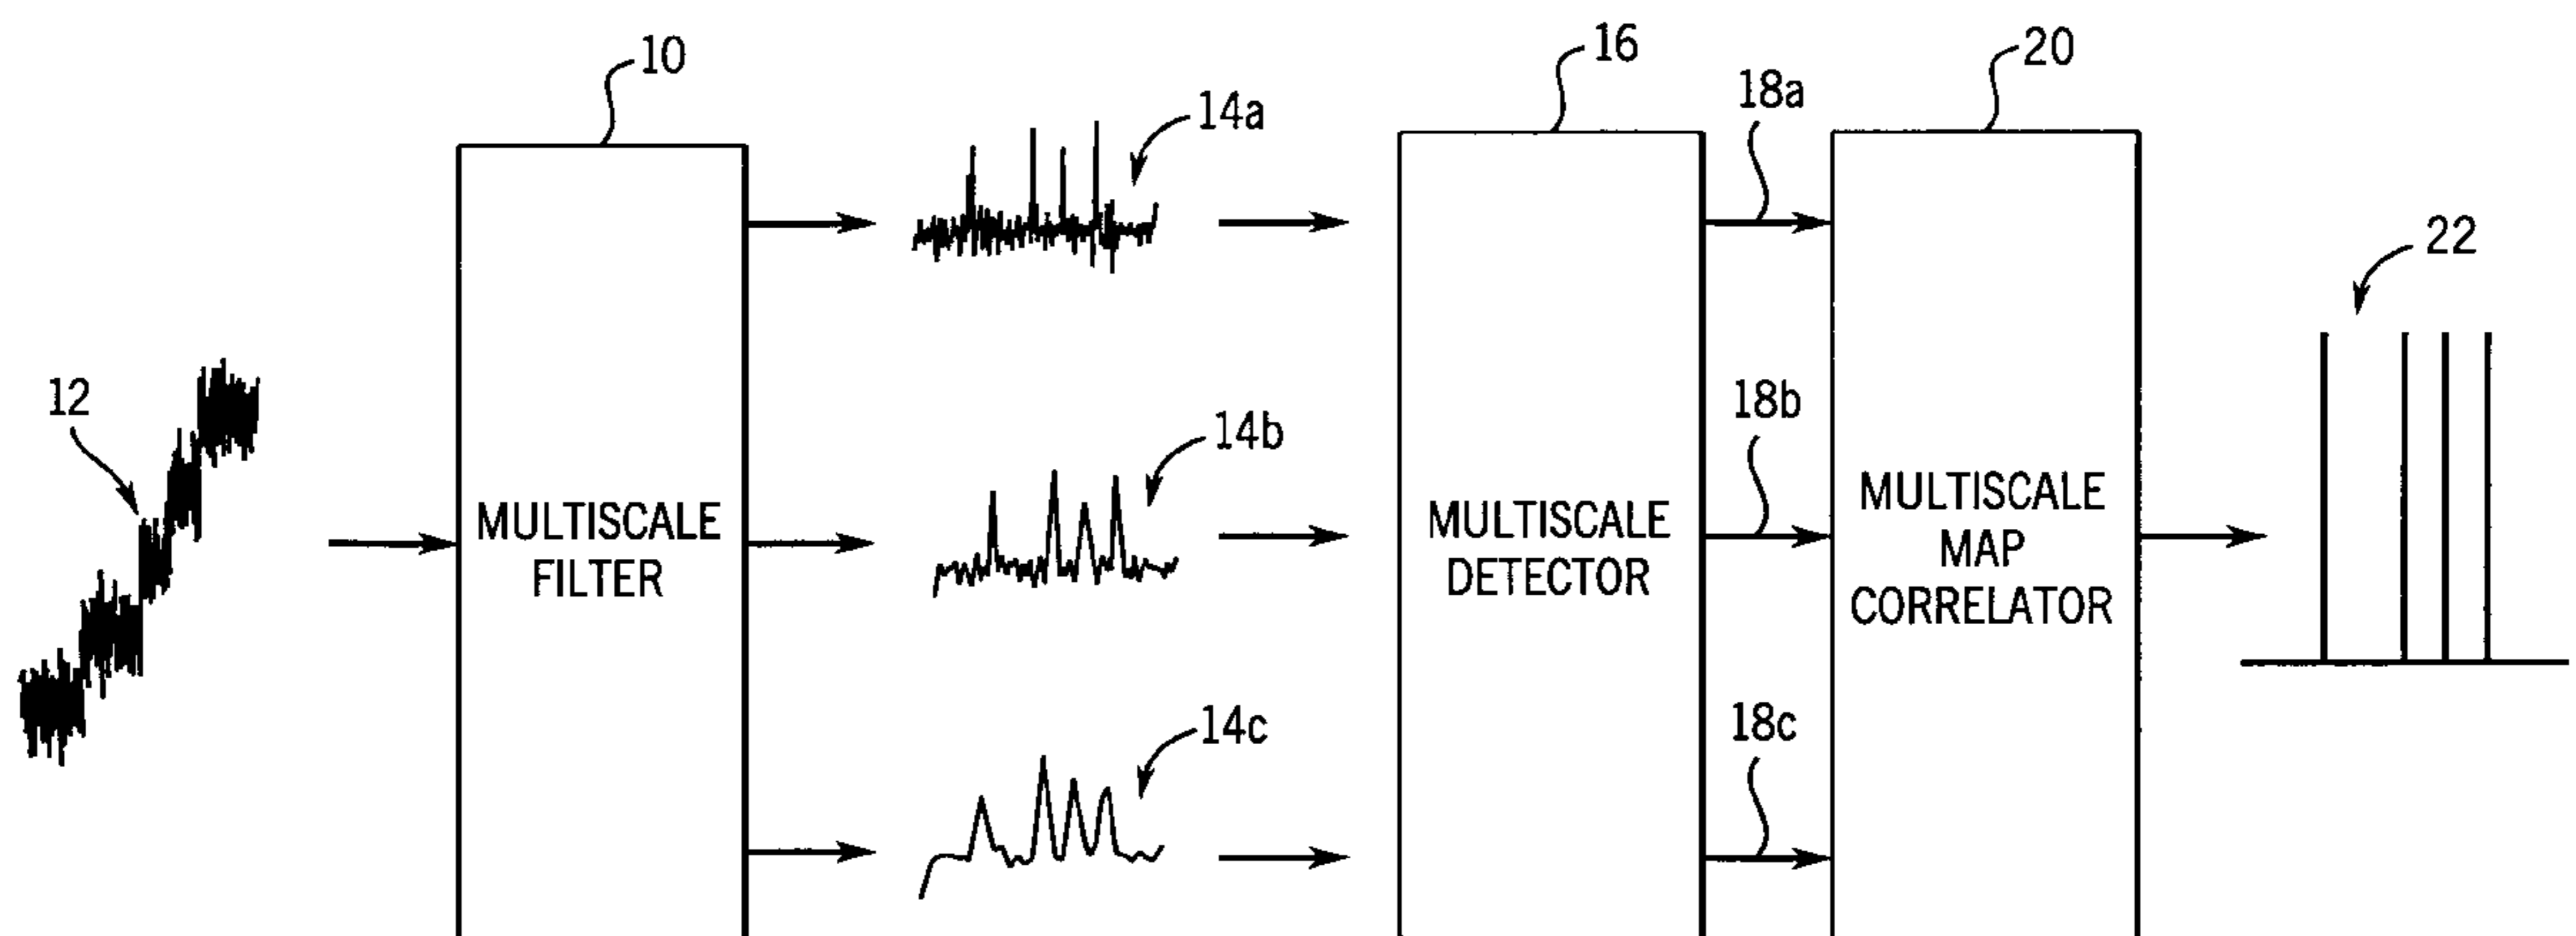 10
16
20
18a
14a
22
12
18b
14b
MULTISCALE
FILTER
MULTISCALE
DETECTOR
MULTISCALE
MAP
CORRELATOR
14c
18c